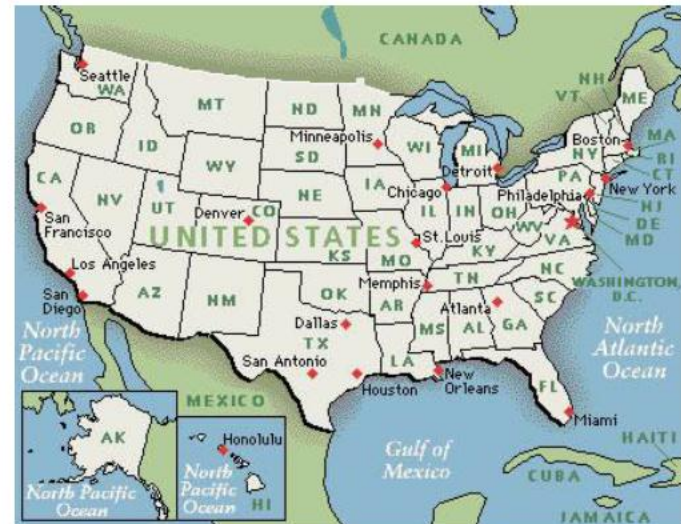 CANADA
Seattle
WA
MT
ND
MN
NH
VT
ME
OR
ID
Minneapolis
WI
MI
Boston
MA
SD
NY
RI
WY
Detroit
CT
CA
IA
Chicago
PA
New York
NV
NE
Philadelphia
NJ
UT
Denver
CO
IL
IN
OH
DE
San
Francisco
WV
MD
UNITED STATES
St.Louis
VA
KS
MO
KY
WASHINGTON,
D.C.
Los Angeles
Memphis
TN
NC
San
Diego
AZ
NM
OK
AR
Atlanta
SC
North
Pacific
Ocean
Dallas
TX
MS
AL
GA
North
Atlantic
Ocean
San Antonio
LA
Houston
New
Orleans
FL
MEXICO
Miami
AK
Honolulu
Gulf of
Mexico
HAITI
CUBA
North Pacific
Ocean
North
Pacific
Ocean
HI
JAMAICA